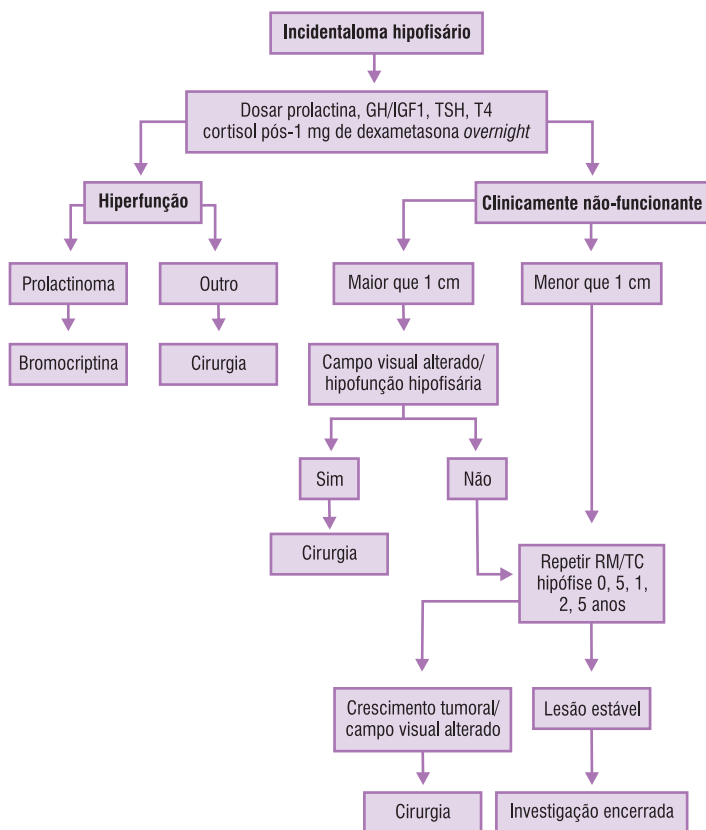 Incidentaloma hipofisário
Dosar prolactina, GH/IGF1, TSH, T4
cortisol pós-1 mg de dexametasona overnight
Hiperfunção
Clinicamente não-funcionante
Prolactinoma
Outro
Maior que 1 cm
Menor que 1 cm
Bromocriptina
Cirurgia
Campo visual alterado/
hipofunção hipofisária
Sim
Não
Cirurgia
Repetir RM/TC
hipófise 0, 5, 1,
2, 5 anos
Crescimento tumoral/
campo visual alterado
Lesão estável
Cirurgia
Investigação encerrada